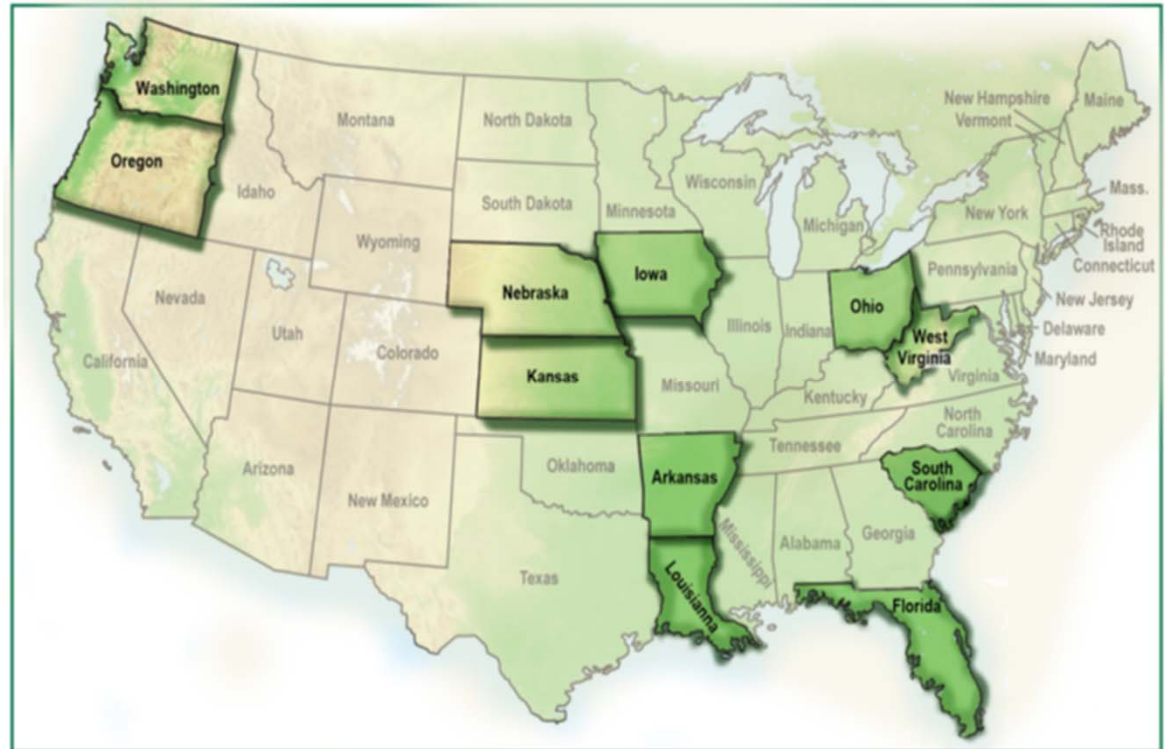 Washington
Oregon
Montana
Idaho
Wyoming
Nevada
Utah
California
Colorado
Arizona
New Mexico
North Dakota
South Dakota
Nebraska
Kansas
Oklahoma
Texas
Minnesota
Iowa
Missouri
Arkansas
Louisianna
Wisconsin
Illinois
Michigan
Indiana
Ohio
Kentucky
Tennessee
Mississippi
Alabama
Georgia
Florida
South
Carolina
North
Carolina
Virginia
West
Virginia
Pennsylvania
New York
New Hampshire
Vermont
Maine
Mass.
Rhode
Island
Connecticut
New Jersey
Delaware
Maryland